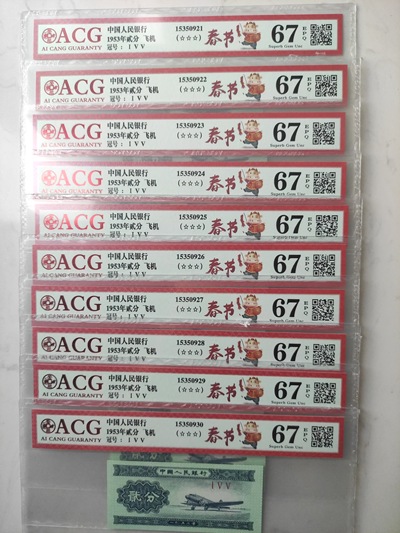 ACG 中国人民银行 15350921 春节 67 EPQ
AI CANG GUARANTY 1953年贰分 飞机 (☆☆☆) Superb Gem Unc
冠号：ⅠⅤⅤ
ACG 中国人民银行 15350922 春节 67 EPQ
AI CANG GUARANTY 1953年贰分 飞机 (☆☆☆) Superb Gem Unc
冠号：ⅠⅤⅤ
ACG 中国人民银行 15350923 春节 67 EPQ
AI CANG GUARANTY 1953年贰分 飞机 (☆☆☆) Superb Gem Unc
冠号：ⅠⅤⅤ
ACG 中国人民银行 15350924 春节 67 EPQ
AI CANG GUARANTY 1953年贰分 飞机 (☆☆☆) Superb Gem Unc
冠号：ⅠⅤⅤ
ACG 中国人民银行 15350925 春节 67 EPQ
AI CANG GUARANTY 1953年贰分 飞机 (☆☆☆) Superb Gem Unc
冠号：ⅠⅤⅤ
ACG 中国人民银行 15350926 春节 67 EPQ
AI CANG GUARANTY 1953年贰分 飞机 (☆☆☆) Superb Gem Unc
冠号：ⅠⅤⅤ
ACG 中国人民银行 15350927 春节 67 EPQ
AI CANG GUARANTY 1953年贰分 飞机 (☆☆☆) Superb Gem Unc
冠号：ⅠⅤⅤ
ACG 中国人民银行 15350928 春节 67 EPQ
AI CANG GUARANTY 1953年贰分 飞机 (☆☆☆) Superb Gem Unc
冠号：ⅠⅤⅤ
ACG 中国人民银行 15350929 春节 67 EPQ
AI CANG GUARANTY 1953年贰分 飞机 (☆☆☆) Superb Gem Unc
冠号：ⅠⅤⅤ
ACG 中国人民银行 15350930 春节 67 EPQ
AI CANG GUARANTY 1953年贰分 飞机 (☆☆☆) Superb Gem Unc
冠号：ⅠⅤⅤ
中國人民银行
贰分 ⅠⅤⅤ